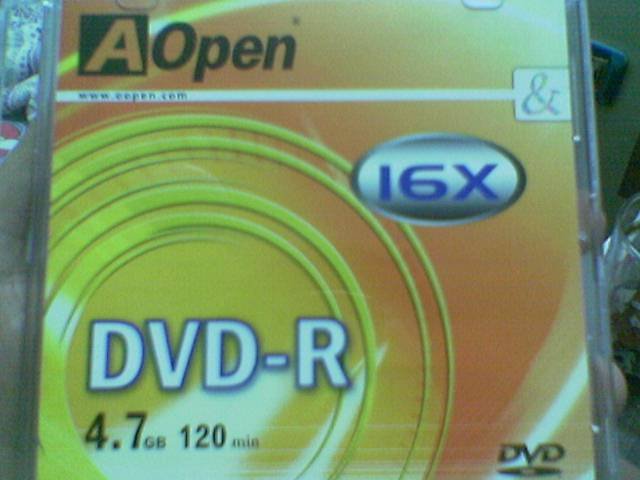 AOpen
www.aopen.com
&
16X
DVD-R
4.7GB 120 min
DVD